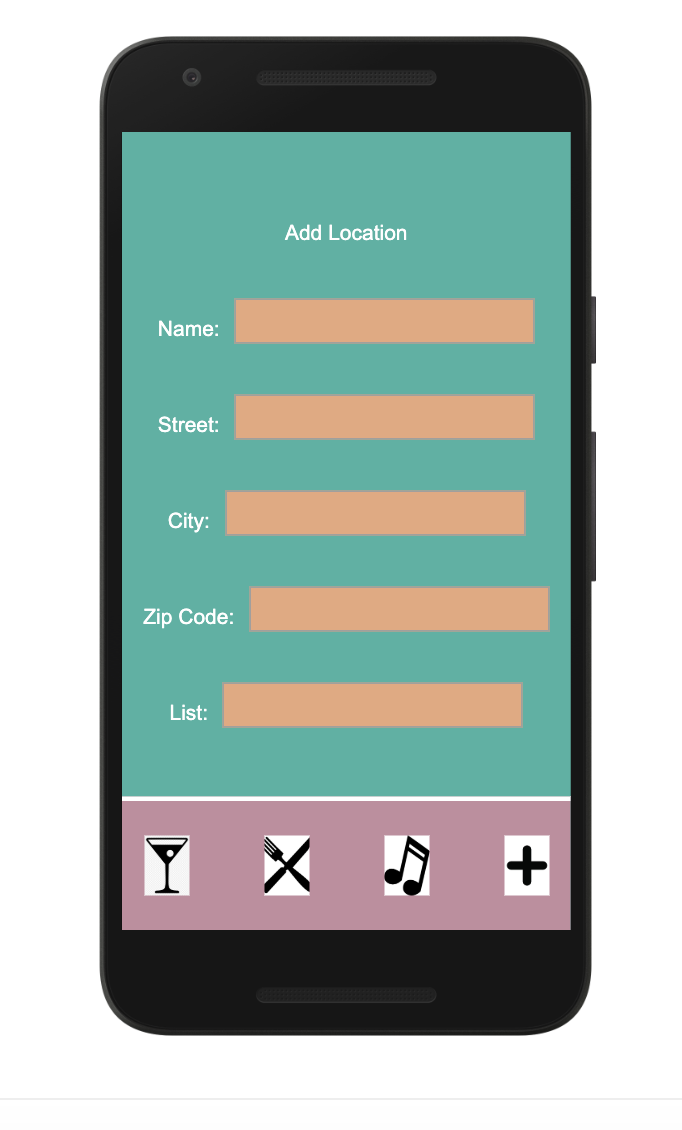 Add Location
Name:
Street:
City:
Zip Code:
List: